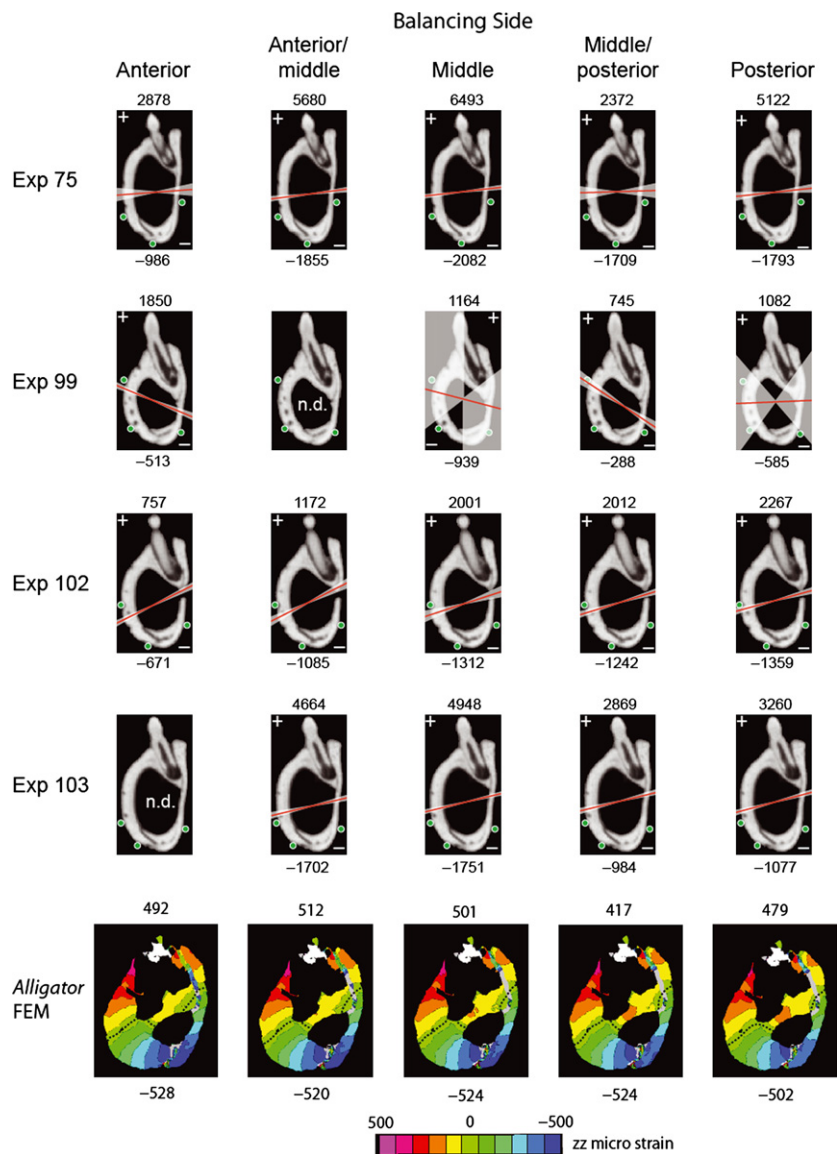 Balancing Side
Anterior Anterior/ middle Middle Middle/ posterior Posterior
2878 5680 6493 2372 5122
+ + + + +
Exp 75
−986 −1855 −2082 −1709 −1793
1850 1164 745 1082
+ + + +
Exp 99
n.d.
−513 −939 −288 −585
757 1172 2001 2012 2267
+ + + + +
Exp 102
−671 −1085 −1312 −1242 −1359
4664 4948 2869 3260
+ + + +
Exp 103
n.d.
−1702 −1751 −984 −1077
492 512 501 417 479
Alligator
FEM
−528 −520 −524 −524 −502
500 0 −500
zz micro strain